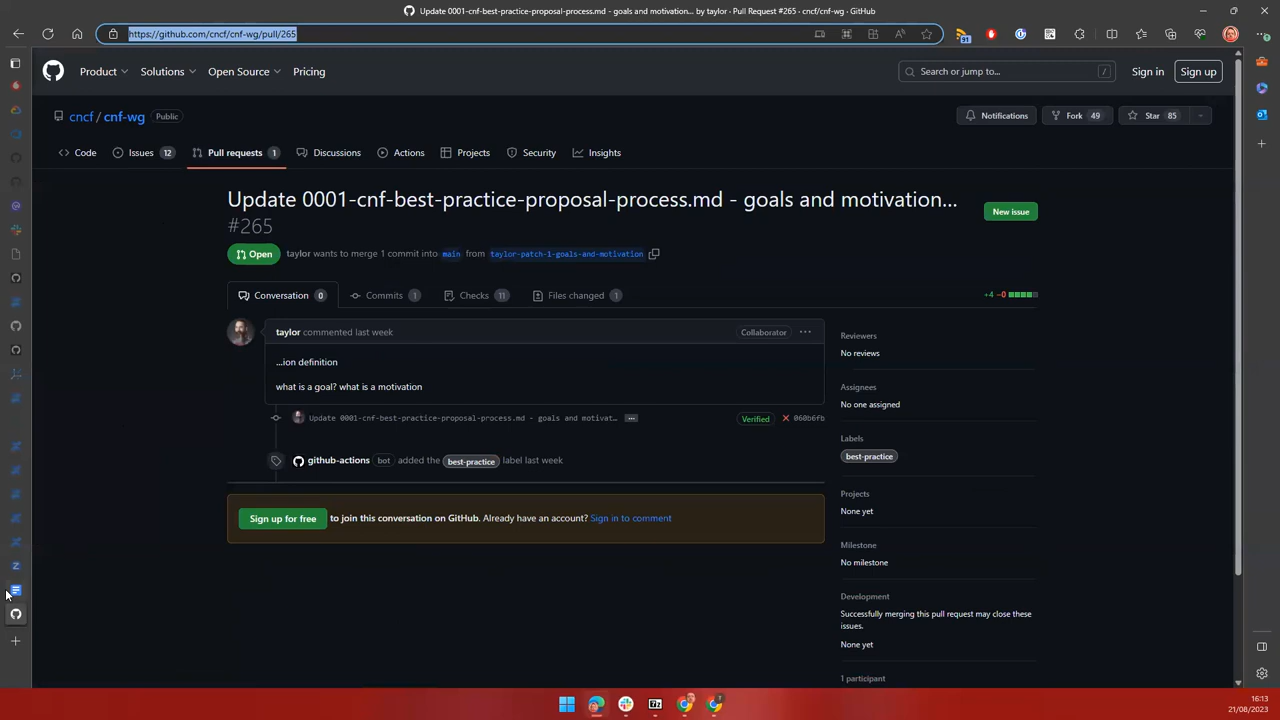 Update 0001-cnf-best-practice-proposal-process.md - goals and motivation... by taylor · Pull Request #265 · cncf/cnf-wg · GitHub
https://github.com/cncf/cnf-wg/pull/265
31
Product
Solutions
Open Source
Pricing
Search or jump to...
/
Sign in
Sign up
cncf / cnf-wg
Public
Notifications
Fork 49
Star 85
Code
Issues 12
Pull requests 1
Discussions
Actions
Projects
Security
Insights
Update 0001-cnf-best-practice-proposal-process.md - goals and motivation...
#265
New issue
Open
taylor wants to merge 1 commit into main from taylor-patch-1-goals-and-motivation
Conversation 0
Commits 1
Checks 11
Files changed 1
+4 −0
taylor commented last week
Collaborator
...ion definition
what is a goal? what is a motivation
Update 0001-cnf-best-practice-proposal-process.md - goals and motivat…
Verified
060b6fb
github-actions bot added the best-practice label last week
Sign up for free to join this conversation on GitHub. Already have an account? Sign in to comment
Reviewers
No reviews
Assignees
No one assigned
Labels
best-practice
Projects
None yet
Milestone
No milestone
Development
Successfully merging this pull request may close these
issues.
None yet
1 participant
16:13
21/08/2023